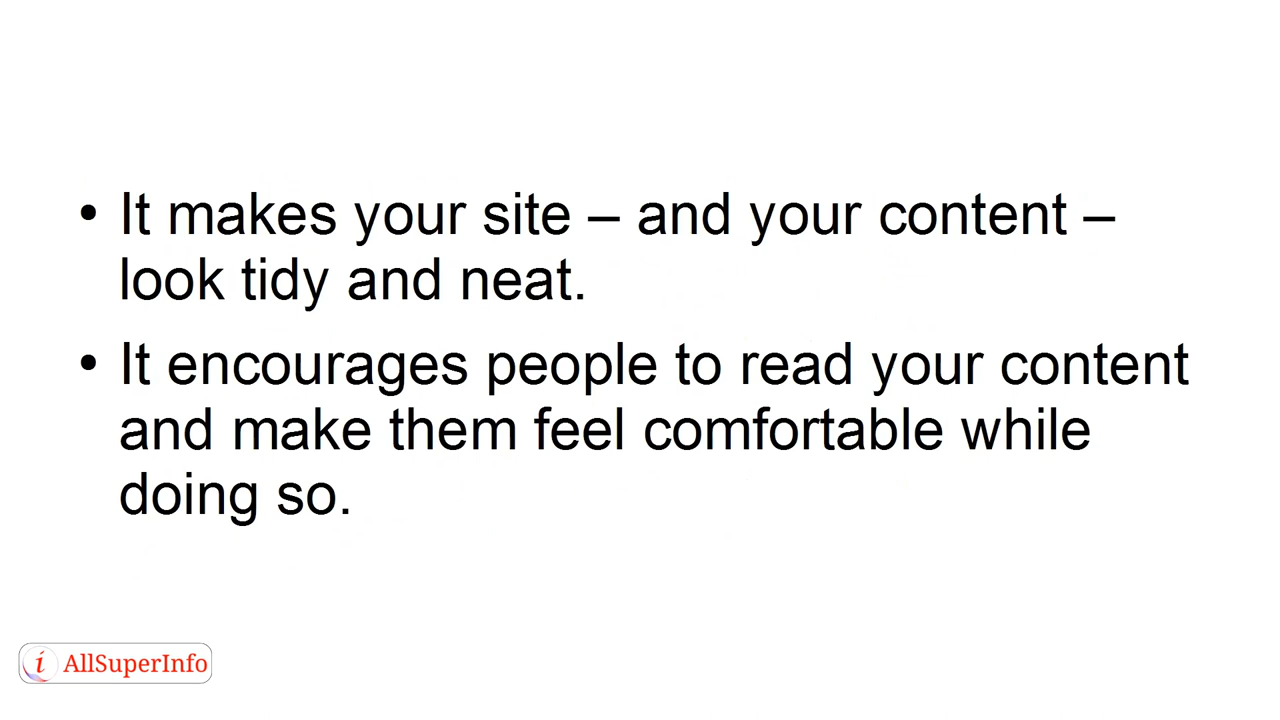 • It makes your site – and your content –
look tidy and neat.
• It encourages people to read your content
and make them feel comfortable while
doing so.
i AllSuperInfo